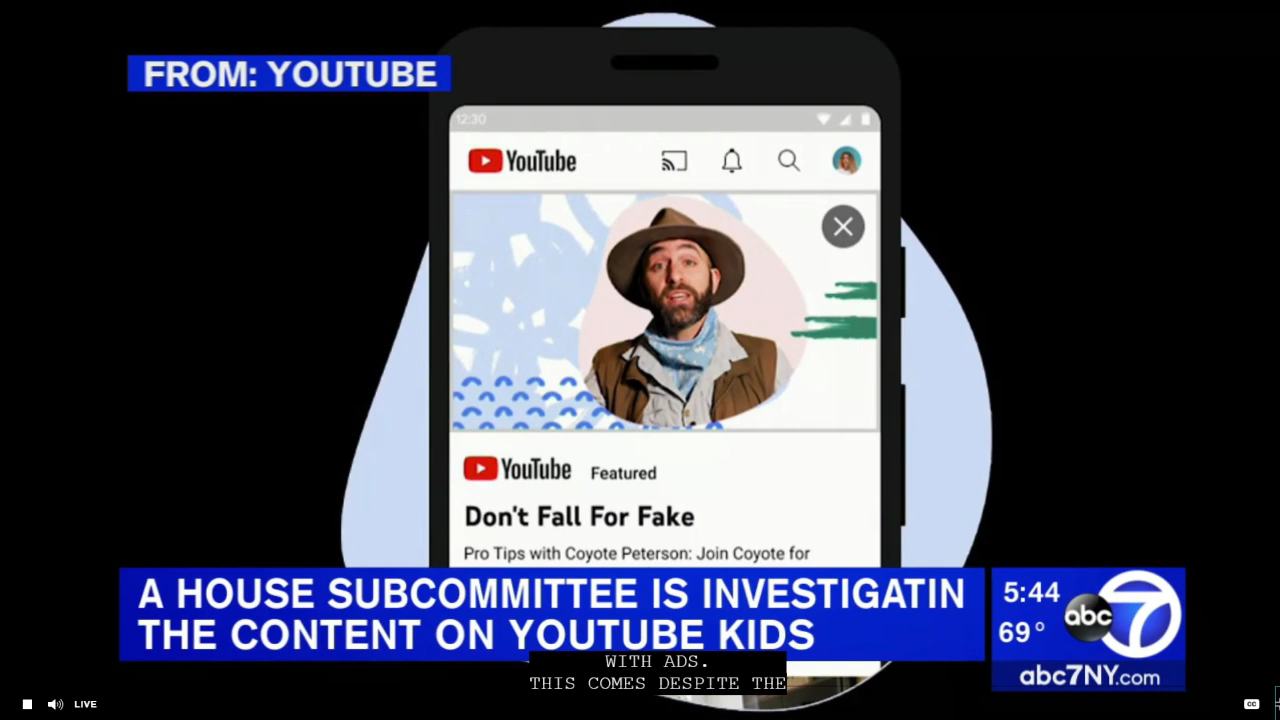 FROM: YOUTUBE
12:30
YouTube
YouTube Featured
Don't Fall For Fake
Pro Tips with Coyote Peterson: Join Coyote for
A HOUSE SUBCOMMITTEE IS INVESTIGATIN
THE CONTENT ON YOUTUBE KIDS
5:44
69°
abc 7
abc7NY.com
WITH ADS.
THIS COMES DESPITE THE
LIVE
CC